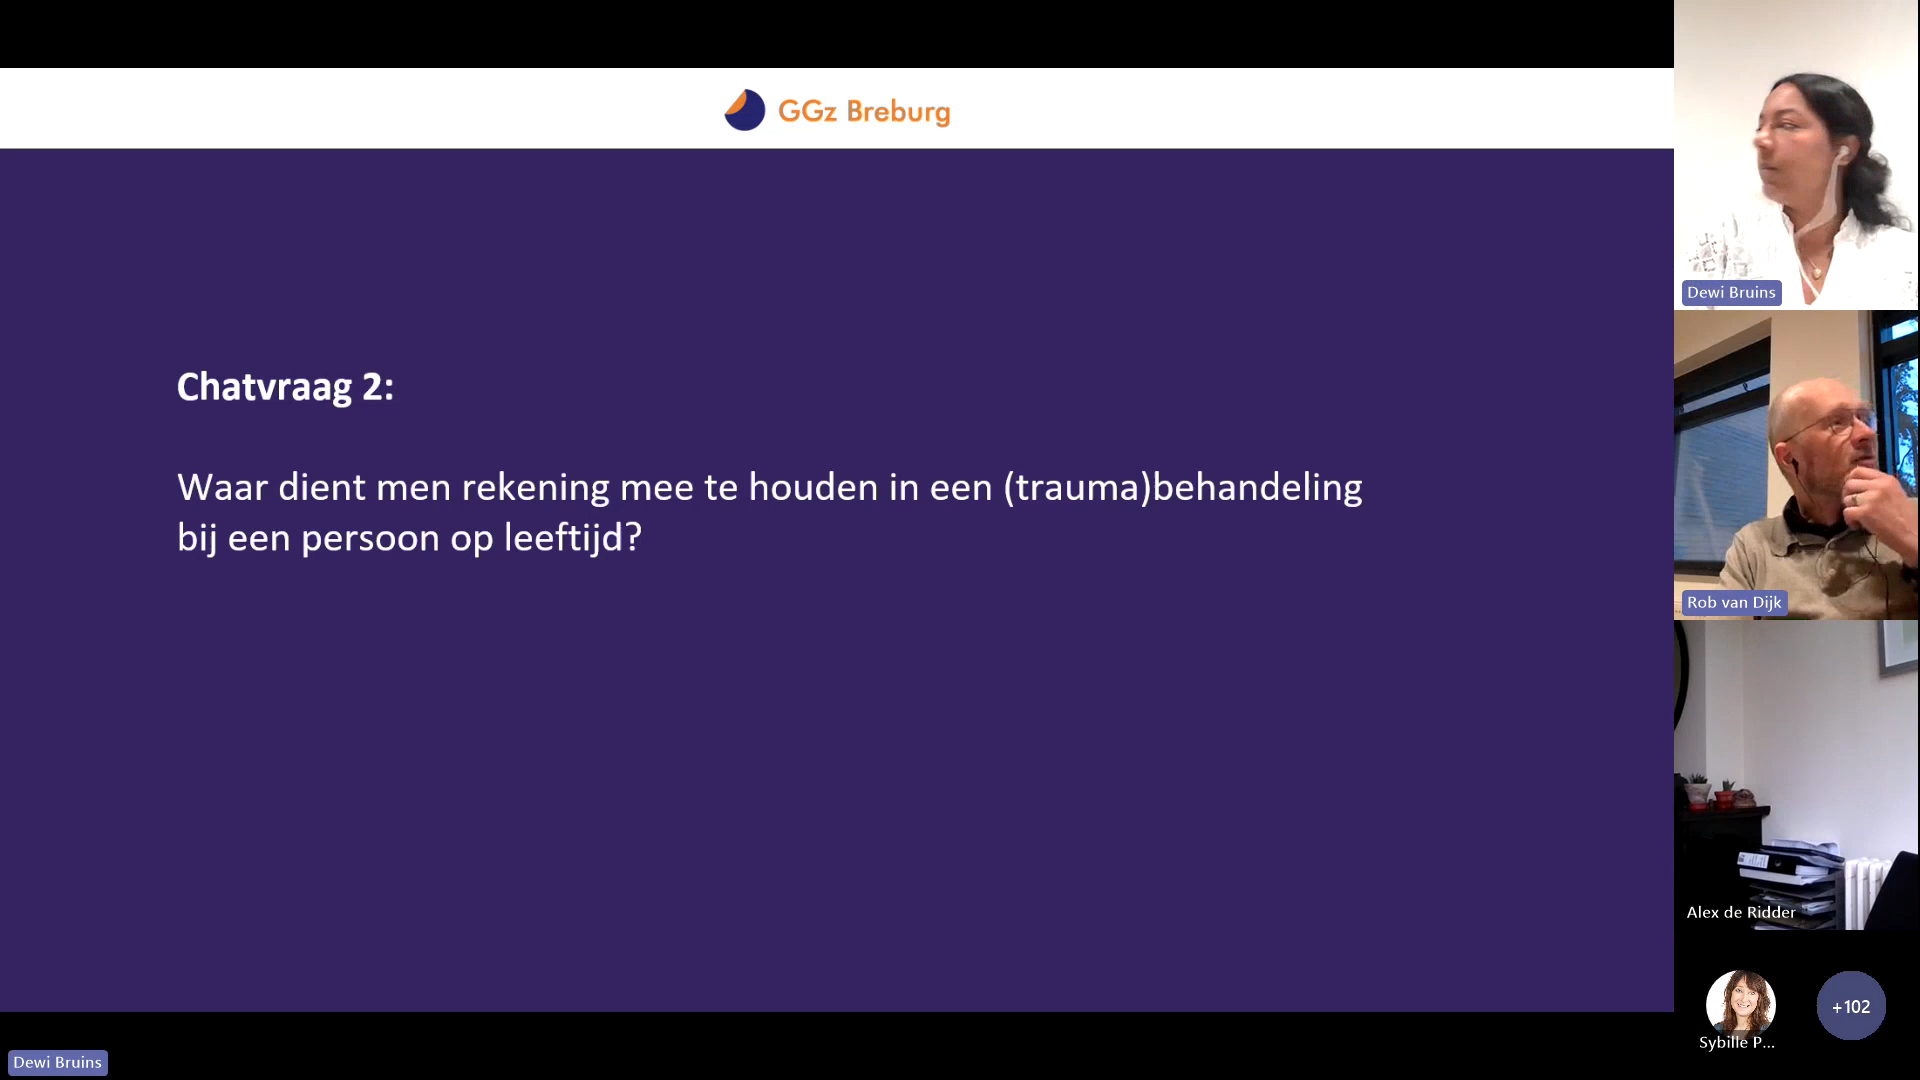 GGz Breburg
Chatvraag 2:
Waar dient men rekening mee te houden in een (trauma)behandeling
bij een persoon op leeftijd?
Dewi Bruins
Rob van Dijk
Alex de Ridder
Sybille P...
+102
Dewi Bruins